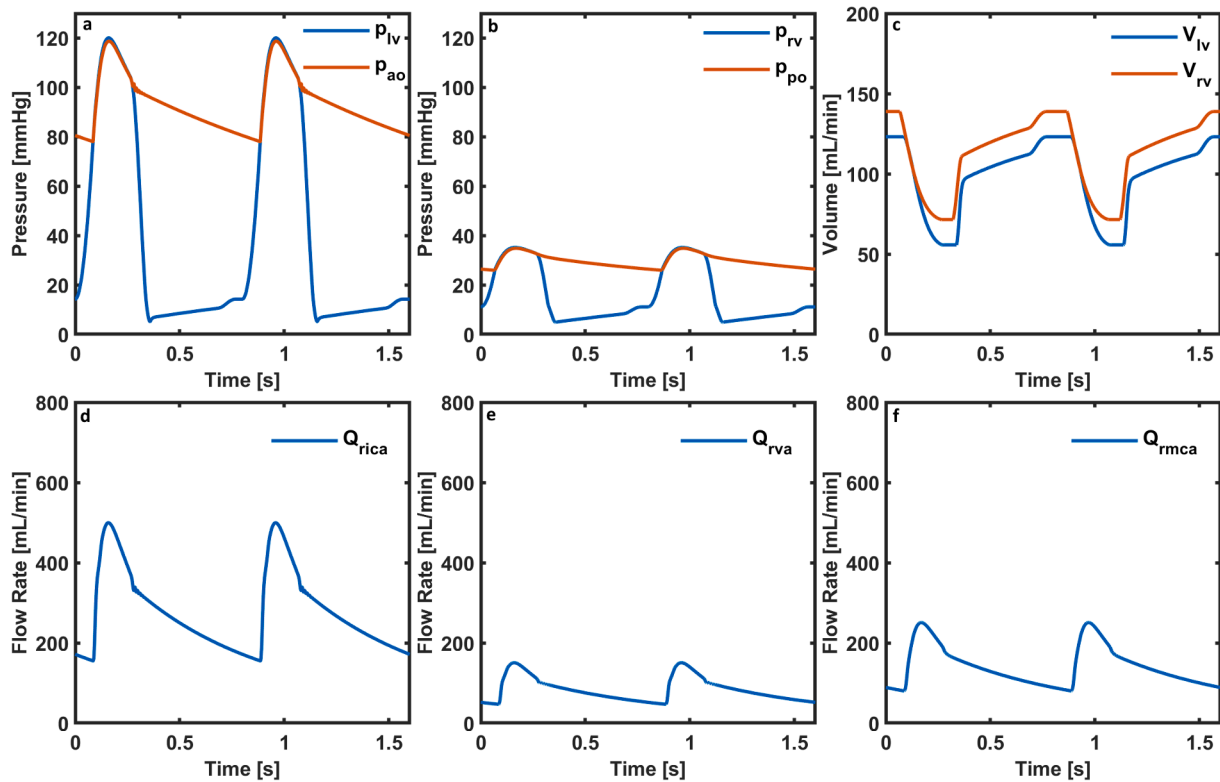 a
p_lv
p_ao
Pressure [mmHg]
120
100
80
60
40
20
0
0 0.5 1 1.5
Time [s]
b
p_rv
p_po
Pressure [mmHg]
120
100
80
60
40
20
0
0 0.5 1 1.5
Time [s]
c
V_lv
V_rv
Volume [mL/min]
200
150
100
50
0
0 0.5 1 1.5
Time [s]
d
Q_rica
Flow Rate [mL/min]
800
600
400
200
0
0 0.5 1 1.5
Time [s]
e
Q_rva
Flow Rate [mL/min]
800
600
400
200
0
0 0.5 1 1.5
Time [s]
f
Q_rmca
Flow Rate [mL/min]
800
600
400
200
0
0 0.5 1 1.5
Time [s]